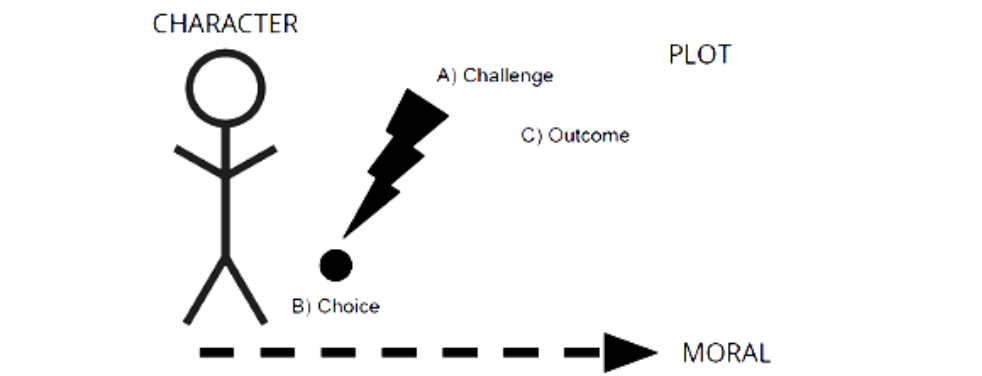 CHARACTER
PLOT
A) Challenge
C) Outcome
B) Choice
MORAL